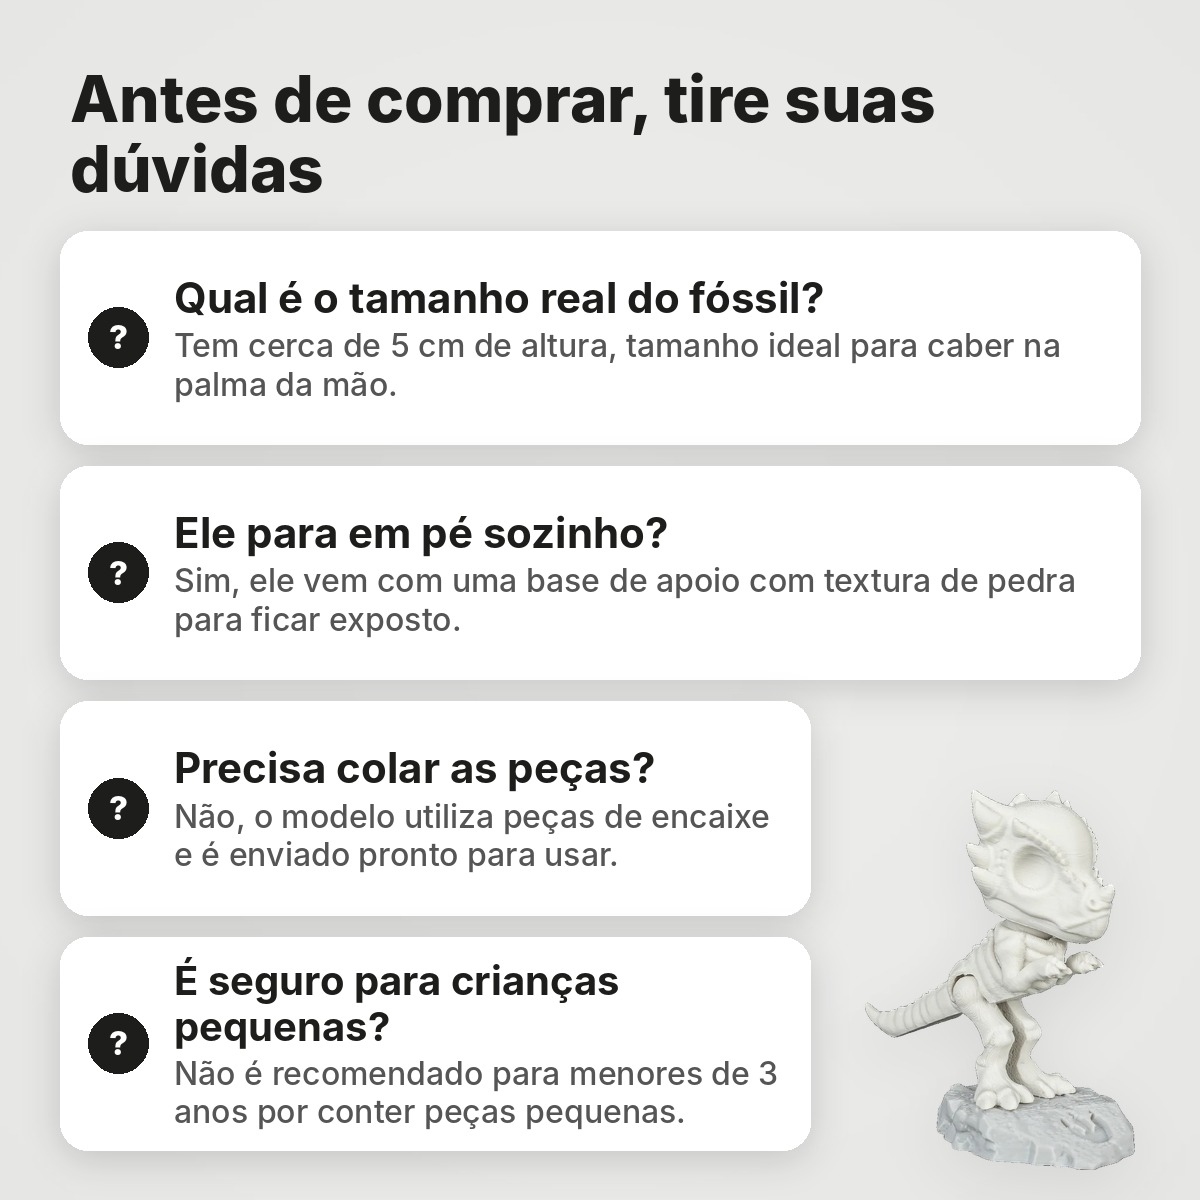 Antes de comprar, tire suas
dúvidas
Qual é o tamanho real do fóssil?
?
Tem cerca de 5 cm de altura, tamanho ideal para caber na
palma da mão.
Ele para em pé sozinho?
?
Sim, ele vem com uma base de apoio com textura de pedra
para ficar exposto.
Precisa colar as peças?
?
Não, o modelo utiliza peças de encaixe
e é enviado pronto para usar.
É seguro para crianças
pequenas?
?
Não é recomendado para menores de 3
anos por conter peças pequenas.